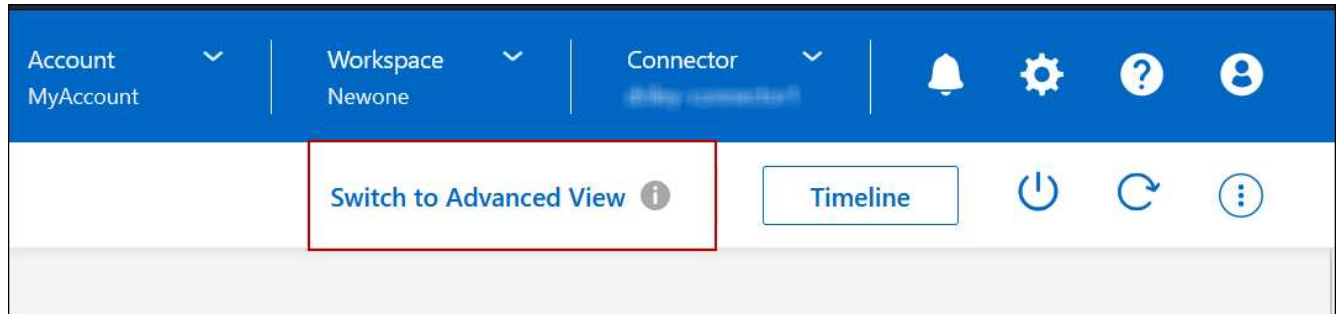 Account
MyAccount
Workspace
Newone
Connector
Switch to Advanced View
Timeline